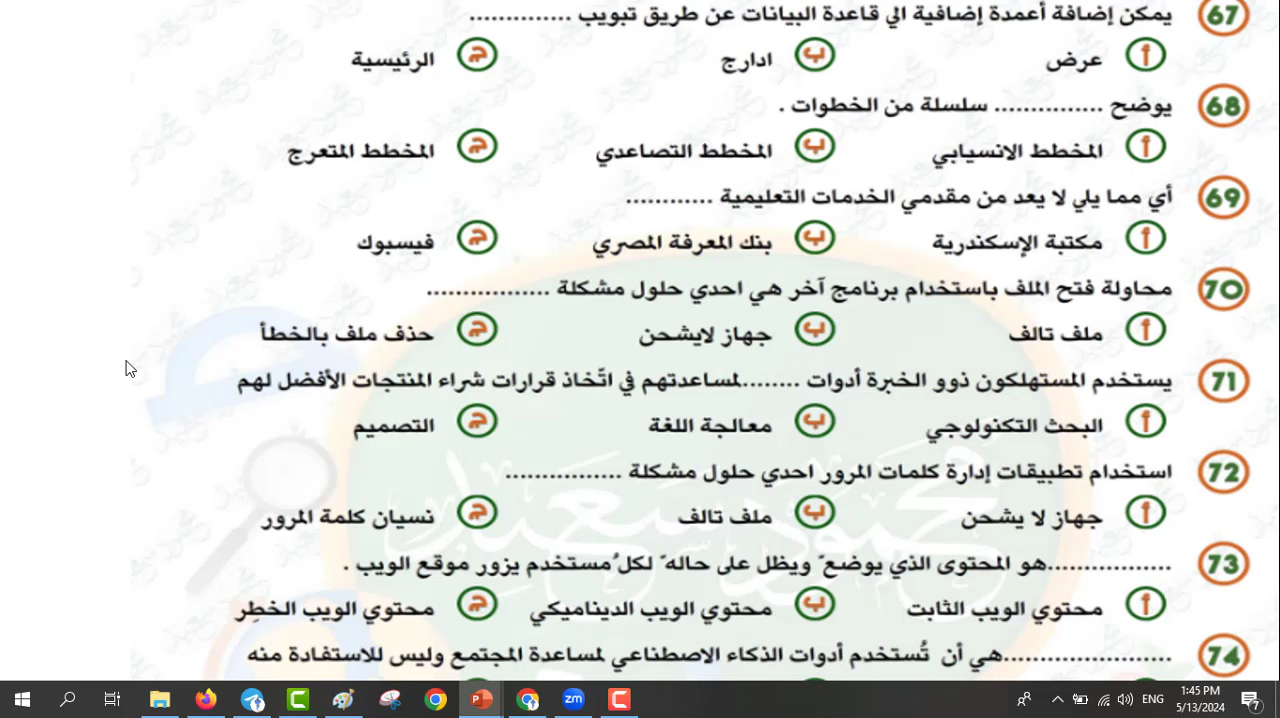 67 يمكن إضافة أعمدة إضافية الي قاعدة البيانات عن طريق تبويب ..............
أ عرض ب ادارج ج الرئيسية
68 يوضح ............... سلسلة من الخطوات .
أ المخطط الانسيابي ب المخطط التصاعدي ج المخطط المتعرج
69 أي مما يلي لا يعد من مقدمي الخدمات التعليمية ............
أ مكتبة الإسكندرية ب بنك المعرفة المصري ج فيسبوك
70 محاولة فتح الملف باستخدام برنامج آخر هي احدي حلول مشكلة .................
أ ملف تالف ب جهاز لايشحن ج حذف ملف بالخطأ
71 يستخدم المستهلكون ذوو الخبرة أدوات ........لمساعدتهم في اتّخاذ قرارات شراء المنتجات الأفضل لهم
أ البحث التكنولوجي ب معالجة اللغة ج التصميم
72 استخدام تطبيقات إدارة كلمات المرور احدي حلول مشكلة ................
أ جهاز لا يشحن ب ملف تالف ج نسيان كلمة المرور
73 .................هو المحتوى الذي يوضع ّ ويظل على حاله ّ لكل ُمستخدم يزور موقع الويب .
أ محتوي الويب الثابت ب محتوي الويب الديناميكي ج محتوي الويب الخطِر
74 .......................هي أن تُستخدم أدوات الذكاء الاصطناعي لمساعدة المجتمع وليس للاستفادة منه
محمود سعيد
ENG
1:45 PM
5/13/2024
7